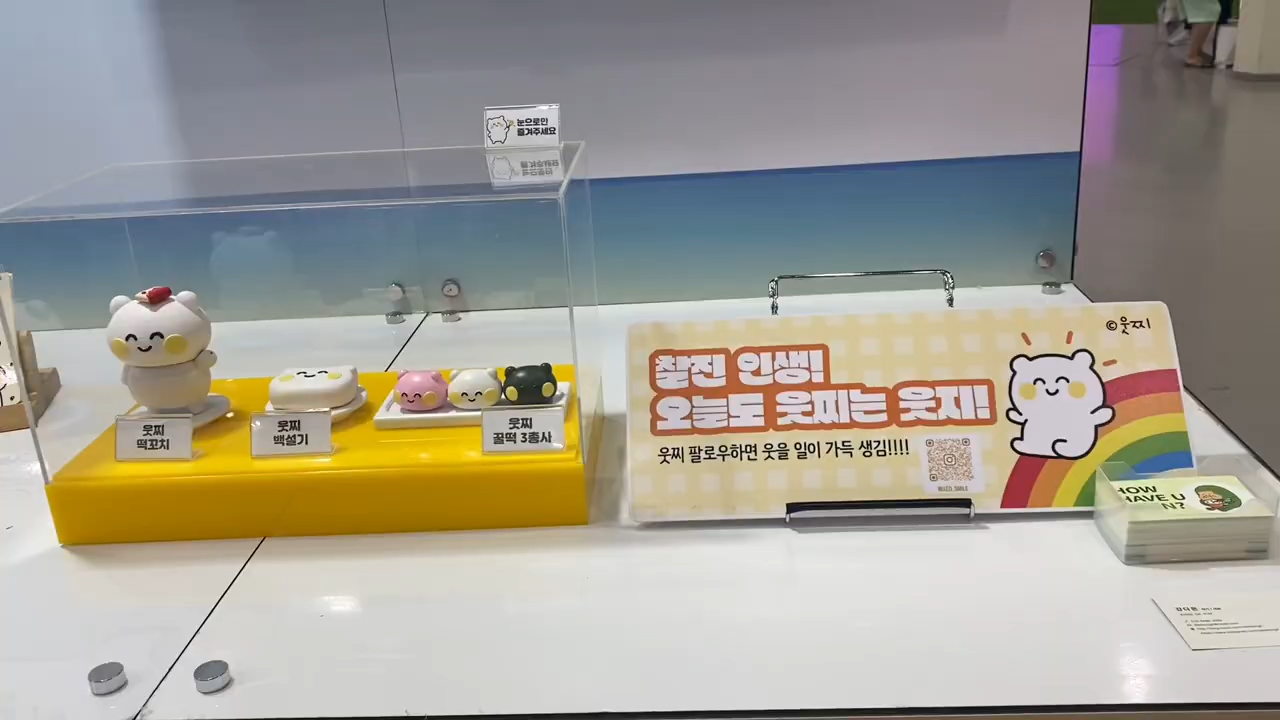 눈으로만
즐겨주세요
웃찌
떡꼬치
웃찌
백설기
웃찌
꿀떡 3총사
©웃찌
찰진 인생!
오늘도 웃찌는 웃지!
웃찌 팔로우하면 웃을 일이 가득 생김!!!!
HOW
HAVE U
N?